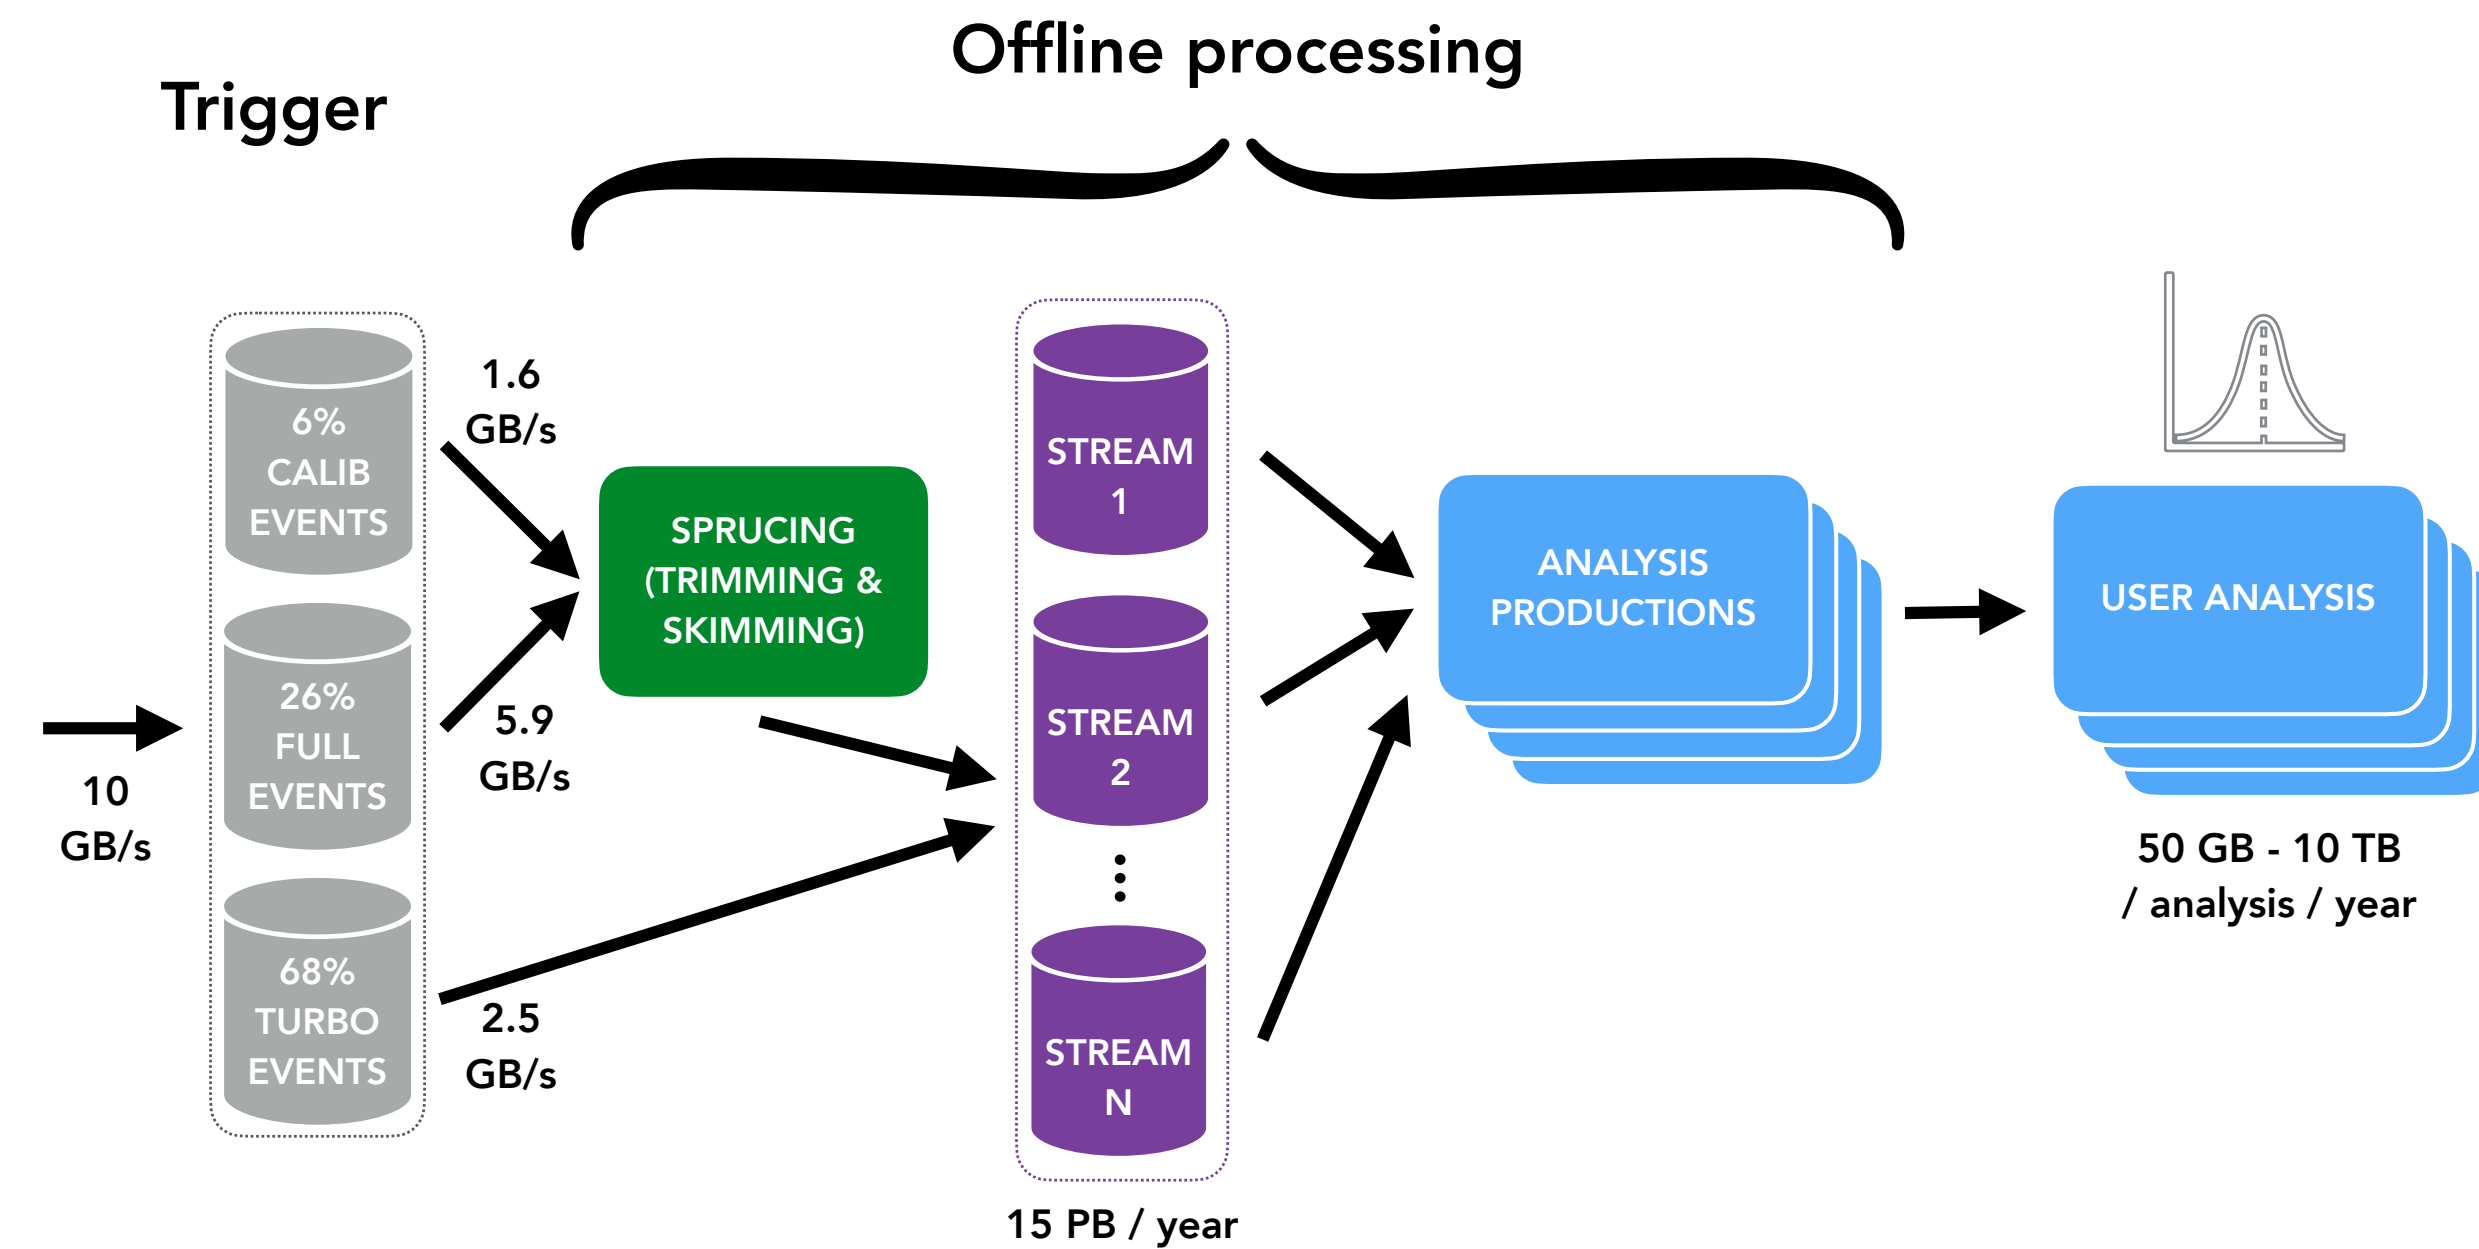 Offline processing
Trigger
6%
CALIB
EVENTS
1.6
GB/s
26%
FULL
EVENTS
5.9
GB/s
10
GB/s
68%
TURBO
EVENTS
2.5
GB/s
SPRUCING
(TRIMMING &
SKIMMING)
STREAM
1
STREAM
2
STREAM
N
15 PB / year
ANALYSIS
PRODUCTIONS
USER ANALYSIS
50 GB - 10 TB
/ analysis / year